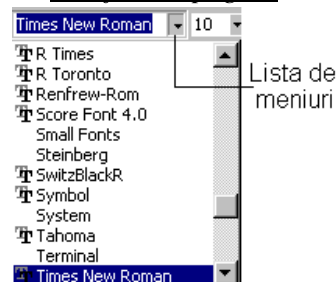 Times New Roman 10
R Times
R Toronto
Renfrew-Rom
Score Font 4.0
Small Fonts
Steinberg
SwitzBlackR
Symbol
System
Tahoma
Terminal
Times New Roman
Lista de
meniuri